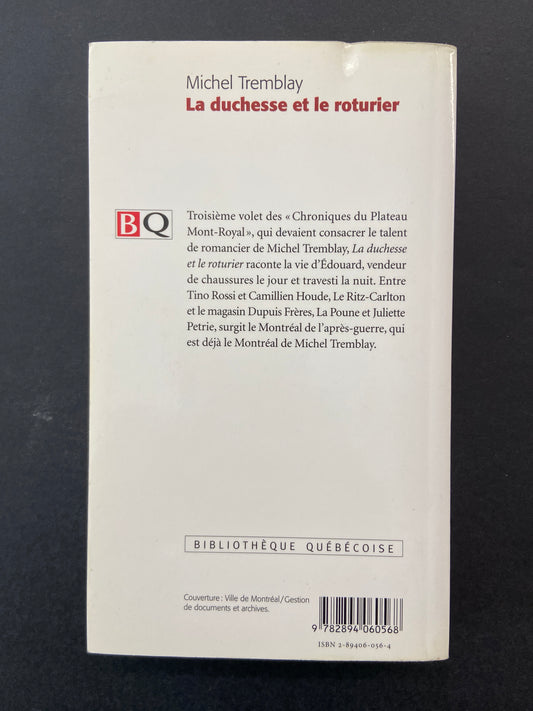 Michel Tremblay
La duchesse et le roturier
BQ
Troisième volet des « Chroniques du Plateau
Mont-Royal », qui devaient consacrer le talent
de romancier de Michel Tremblay, La duchesse
et le roturier raconte la vie d'Édouard, vendeur
de chaussures le jour et travesti la nuit. Entre
Tino Rossi et Camillien Houde, Le Ritz-Carlton
et le magasin Dupuis Frères, La Poune et Juliette
Petrie, surgit le Montréal de l'après-guerre, qui
est déjà le Montréal de Michel Tremblay.
BIBLIOTHÈQUE QUÉBÉCOISE
Couverture : Ville de Montréal / Gestion
de documents et archives.
9 782894 060568
ISBN 2-89406-056-4